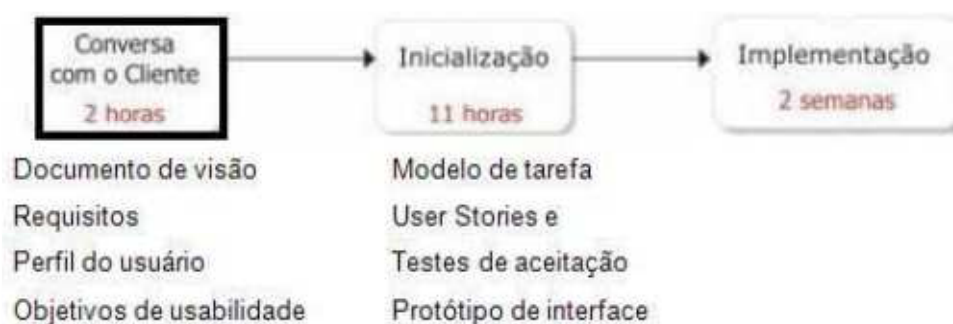 Conversa
com o Cliente
2 horas
Inicialização
11 horas
Implementação
2 semanas
Documento de visão
Requisitos
Perfil do usuário
Objetivos de usabilidade
Modelo de tarefa
User Stories e
Testes de aceitação
Protótipo de interface